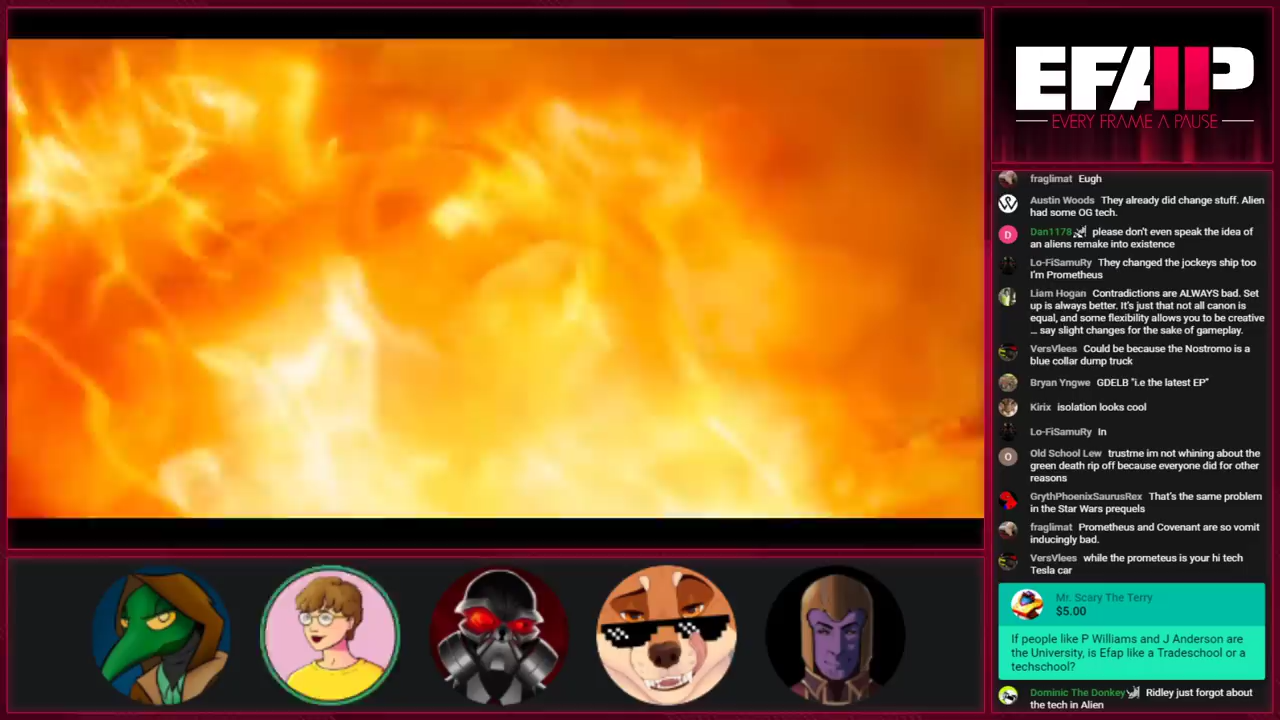 EFAP
EVERY FRAME A PAUSE
fraglimat Eugh
Austin Woods They already did change stuff. Alien
had some OG tech.
Dan1178 please don't even speak the idea of
an aliens remake into existence
Lo-FiSamuRy They changed the jockeys ship too
I'm Prometheus
Liam Hogan Contradictions are ALWAYS bad. Set
up is always better. It's just that not all canon is
equal, and some flexibility allows you to be creative
... say slight changes for the sake of gameplay.
VersVlees Could be because the Nostromo is a
blue collar dump truck
Bryan Yngwe GDELB "i.e the latest EP"
Kirix isolation looks cool
Lo-FiSamuRy In
O
Old School Lew trustme im not whining about the
green death rip off because everyone did for other
reasons
GrythPhoenixSaurusRex That's the same problem
in the Star Wars prequels
fraglimat Prometheus and Covenant are so vomit
inducingly bad.
VersVlees while the prometeus is your hi tech
Tesla car
Mr. Scary The Terry
$5.00
If people like P Williams and J Anderson are
the University, is Efap like a Tradeschool or a
techschool?
Dominic The Donkey Ridley just forgot about
the tech in Alien